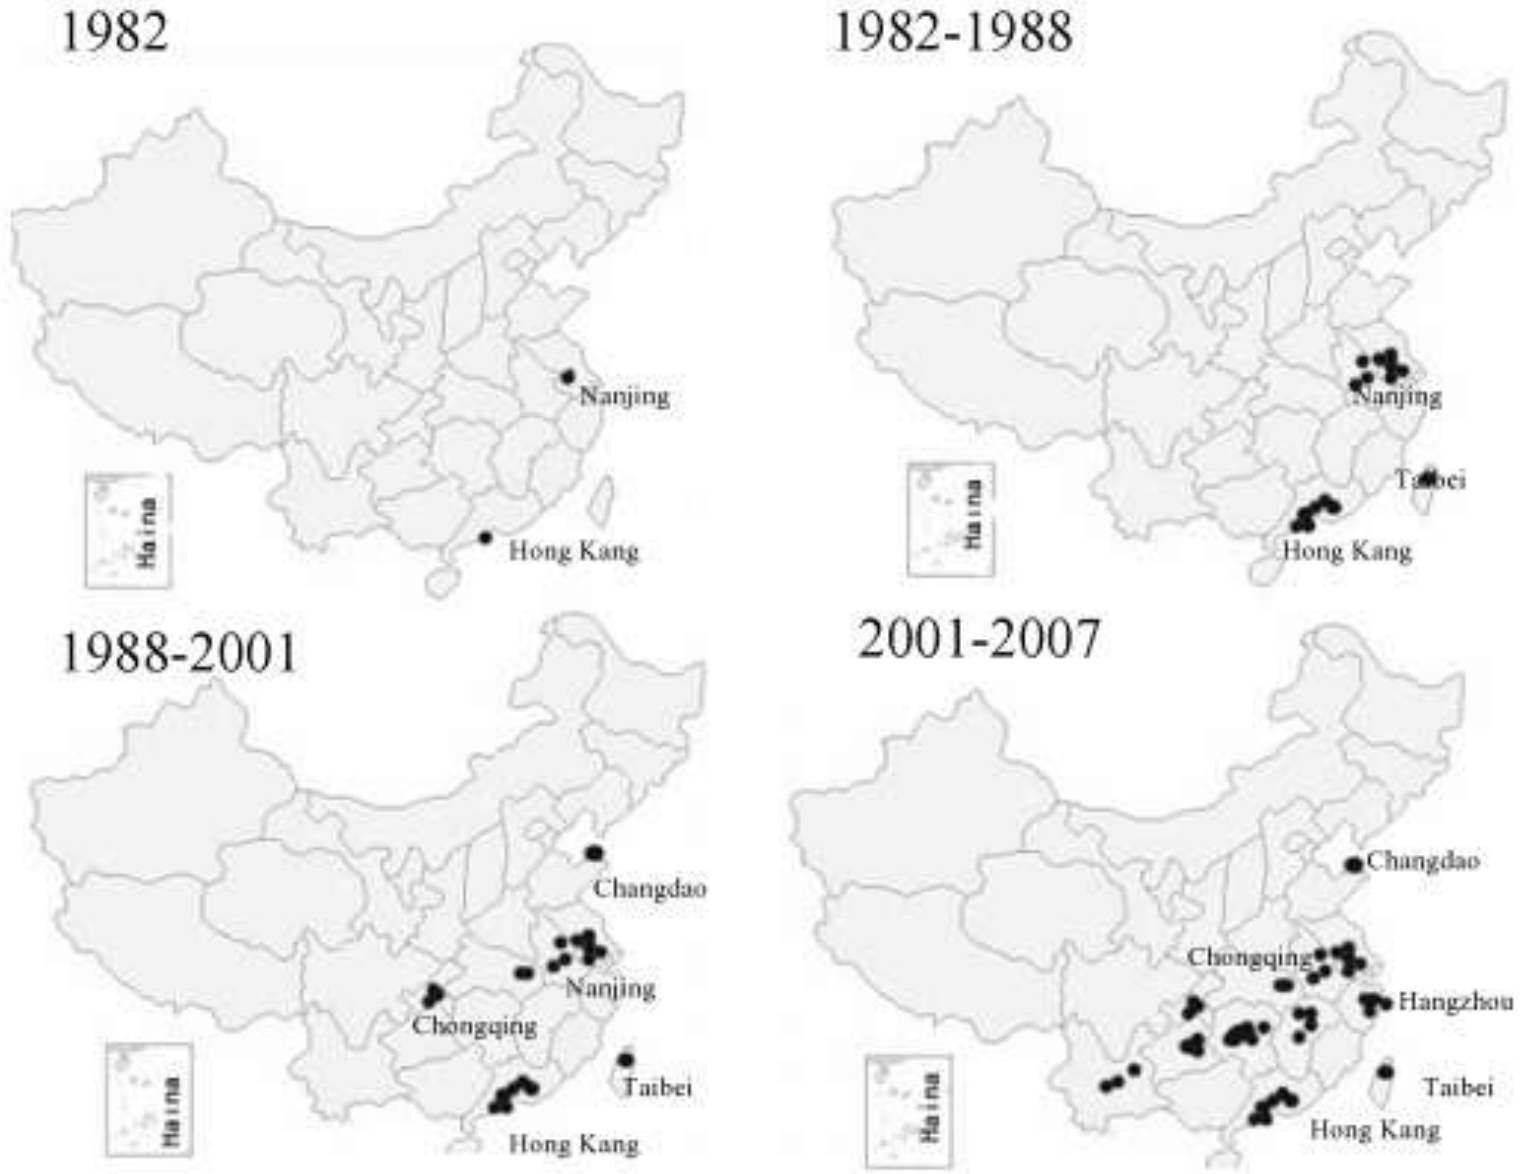 1982
Nanjing
Haina
Hong Kang
1982-1988
Nanjing
Taibei
Haina
Hong Kang
1988-2001
Changdao
Nanjing
Chongqing
Haina
Taibei
Hong Kang
2001-2007
Changdao
Chongqing
Hangzhou
Haina
Taibei
Hong Kang